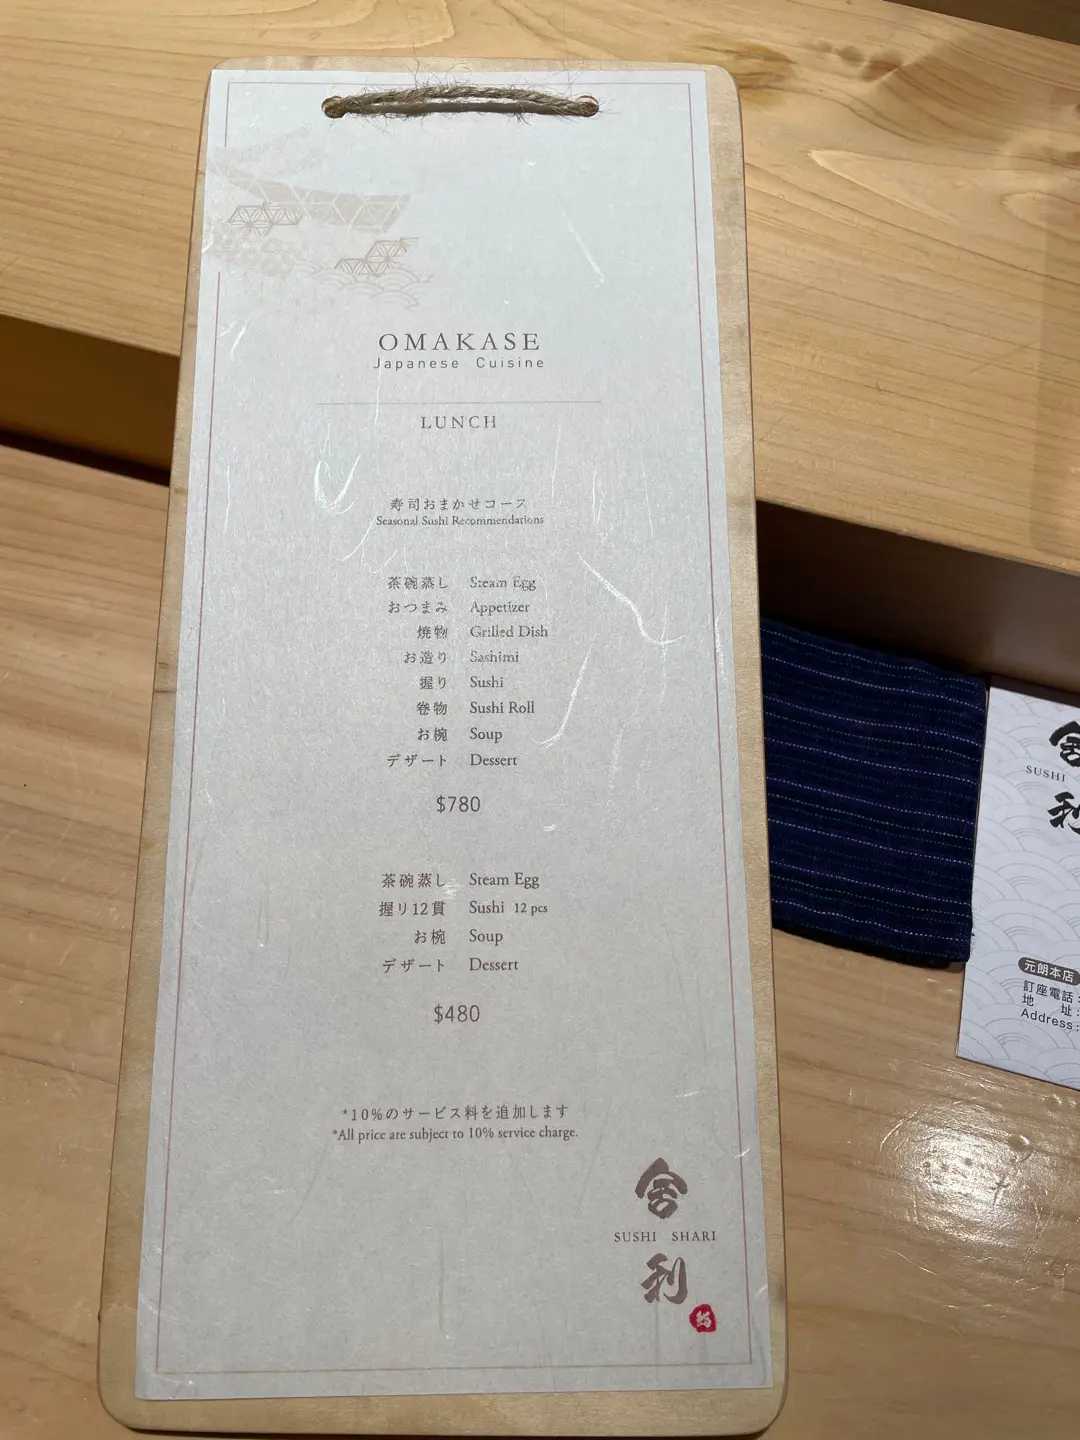 OMAKASE
Japanese Cuisine
LUNCH
寿司おまかせコース
Seasonal Sushi Recommendations
茶碗蒸し Steam Egg
おつまみ Appetizer
焼物 Grilled Dish
お造り Sashimi
握り Sushi
巻物 Sushi Roll
お椀 Soup
デザート Dessert
$780
茶碗蒸し Steam Egg
握り12貫 Sushi 12 pcs
お椀 Soup
デザート Dessert
$480
*10%のサービス料を追加します
*All price are subject to 10% service charge.
舍
SUSHI SHARI
利
鮨
舍
SUSHI
利
元朗本店
訂座電話:
地 址:
Address: